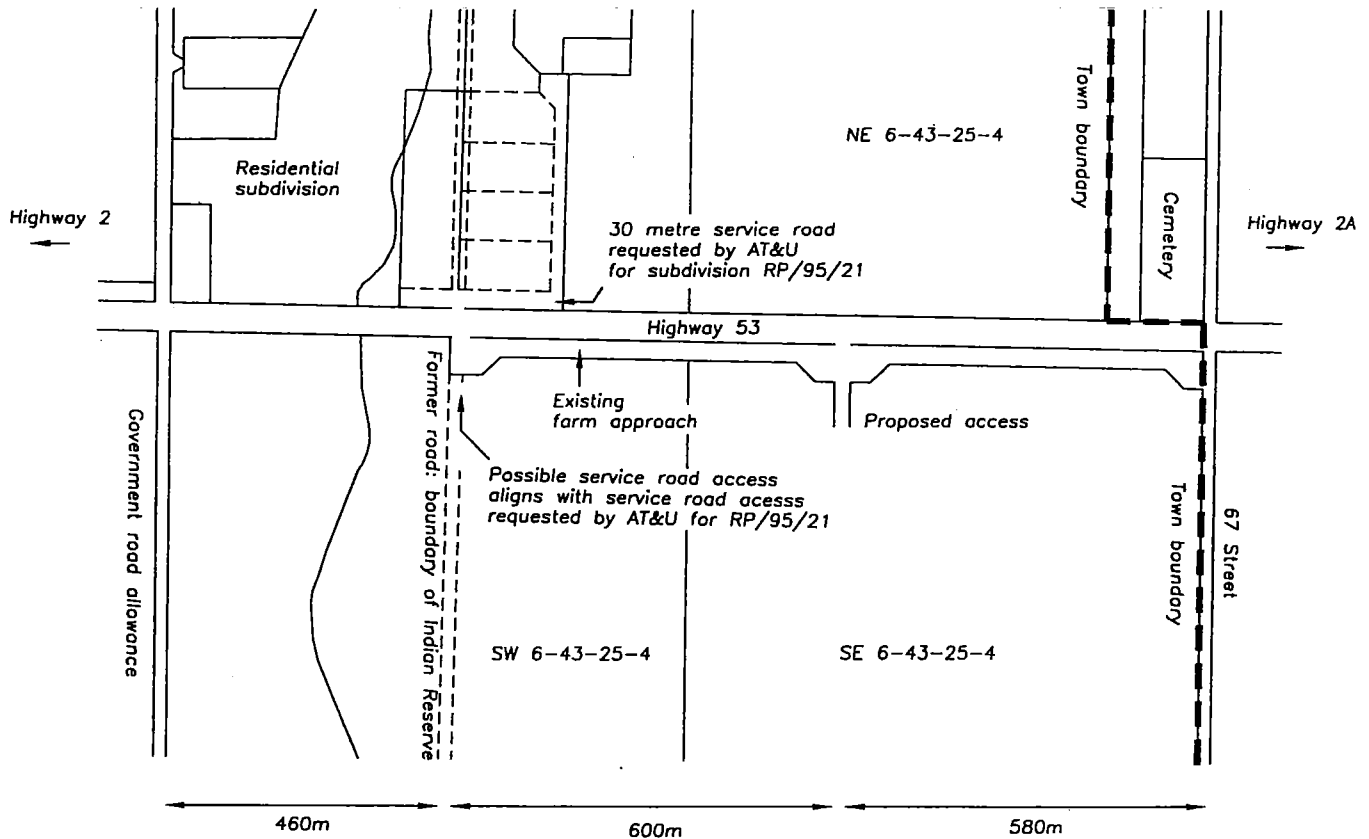 Town boundary
NE 6-43-25-4
Residential
subdivision
Highway 2
Cemetery
Highway 2A
30 metre service road
requested by AT&U
for subdivision RP/95/21
Highway 53
Former road: boundary of Indian Reserve
Existing
farm approach
Proposed access
Government road allowance
Possible service road access
aligns with service road acesss
requested by AT&U for RP/95/21
Town boundary
67 Street
SW 6-43-25-4
SE 6-43-25-4
460m
600m
580m